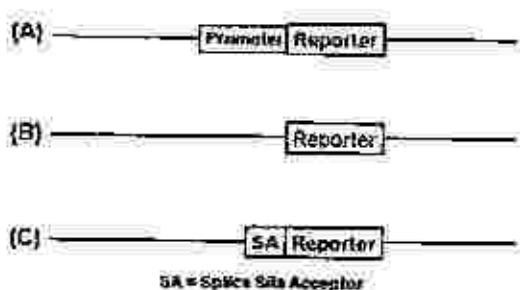 (A) Promoter Reporter
(B) Reporter
(C) SA Reporter
SA = Splice Site Acceptor